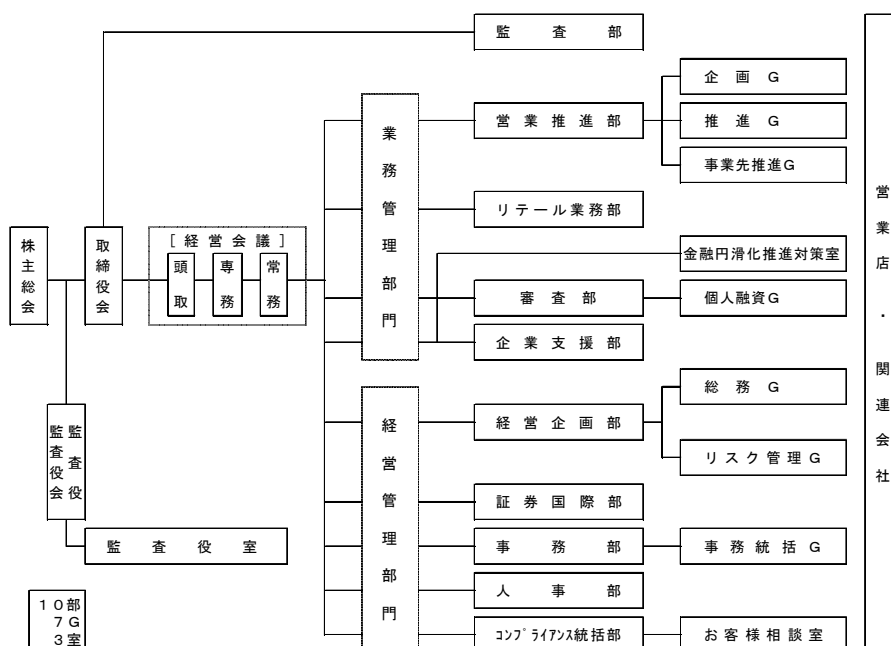 監査部
企画G
営業推進部
推進G
事業先推進G
業務管理部門
リテール業務部
金融円滑化推進対策室
審査部
個人融資G
企業支援部
株主総会
取締役会
［経営会議］
頭取
専務
常務
監査役
監査役会
監査役室
経営管理部門
経営企画部
総務G
リスク管理G
証券国際部
事務部
事務統括G
人事部
ｺﾝﾌﾟﾗｲｱﾝｽ統括部
お客様相談室
営業店・関連会社
10部
7G
3室